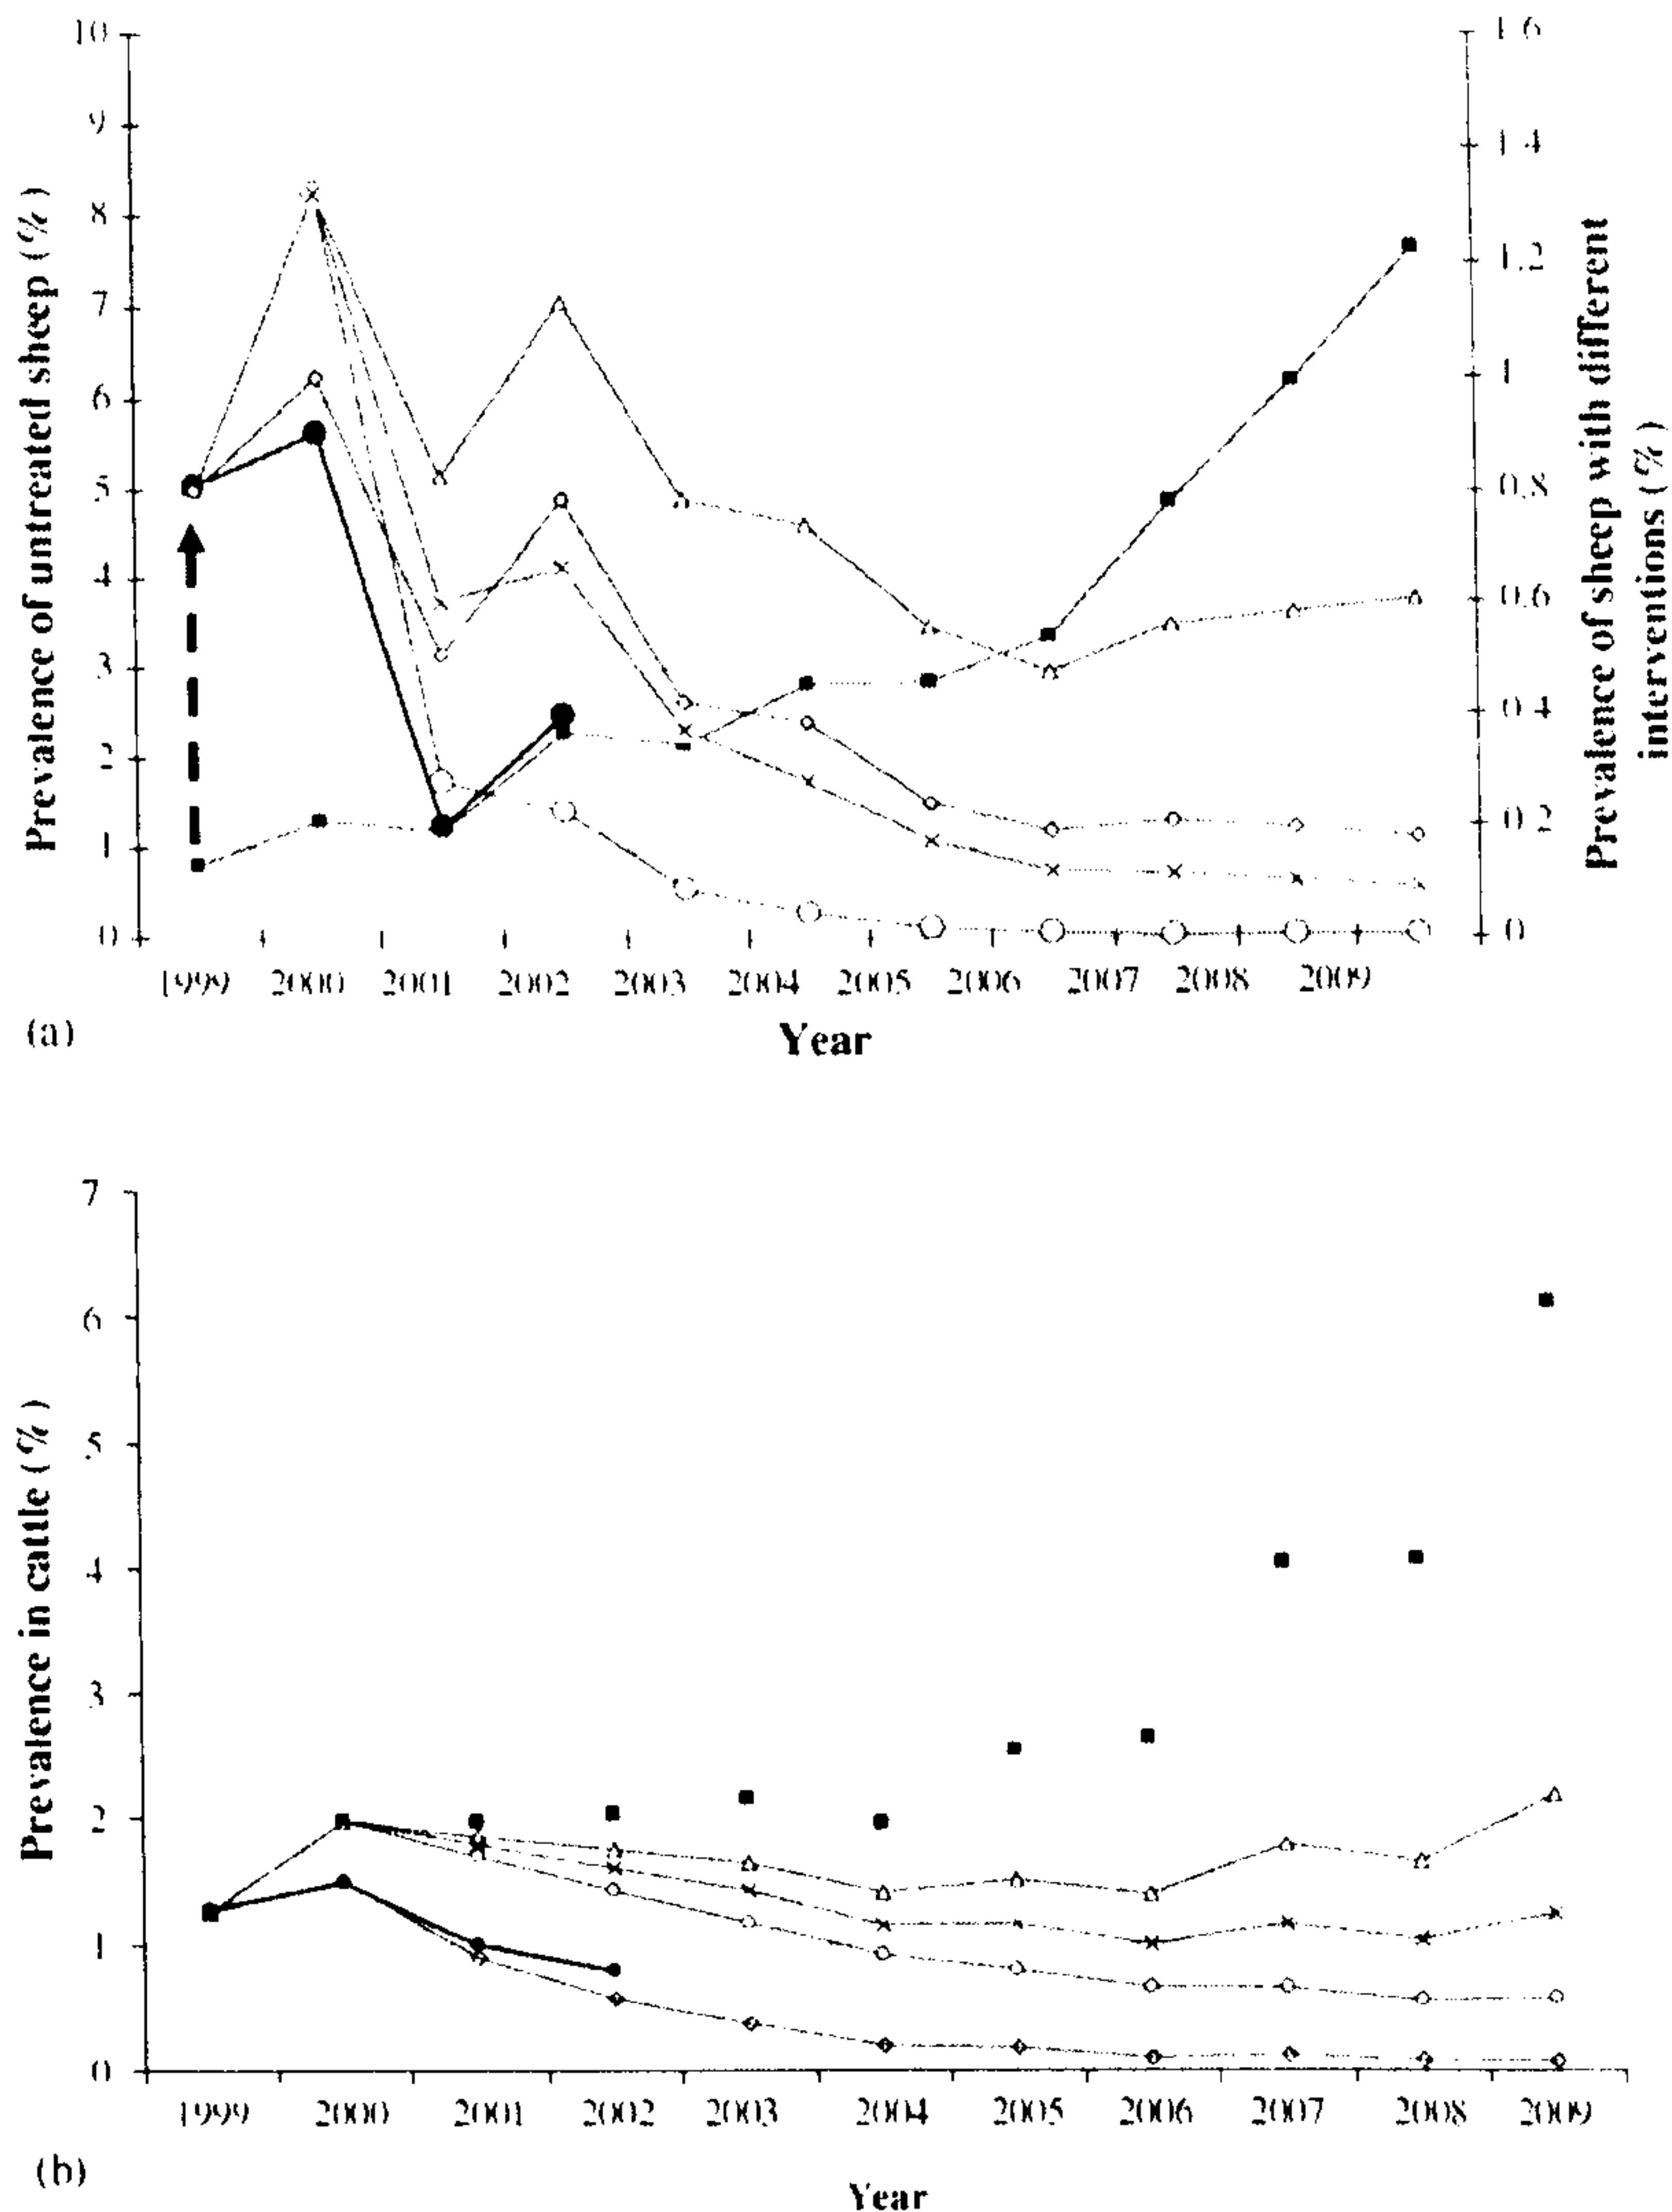 10
9
8
7
6
5
4
3
2
1
0
Prevalence of untreated sheep (%)
1.6
1.4
1.2
1
0.8
0.6
0.4
0.2
0
Prevalence of sheep with different
interventions (%)
1999 2000 2001 2002 2003 2004 2005 2006 2007 2008 2009
(a)
Year
7
6
5
4
3
2
1
0
Prevalence in cattle (%)
1999 2000 2001 2002 2003 2004 2005 2006 2007 2008 2009
(b)
Year